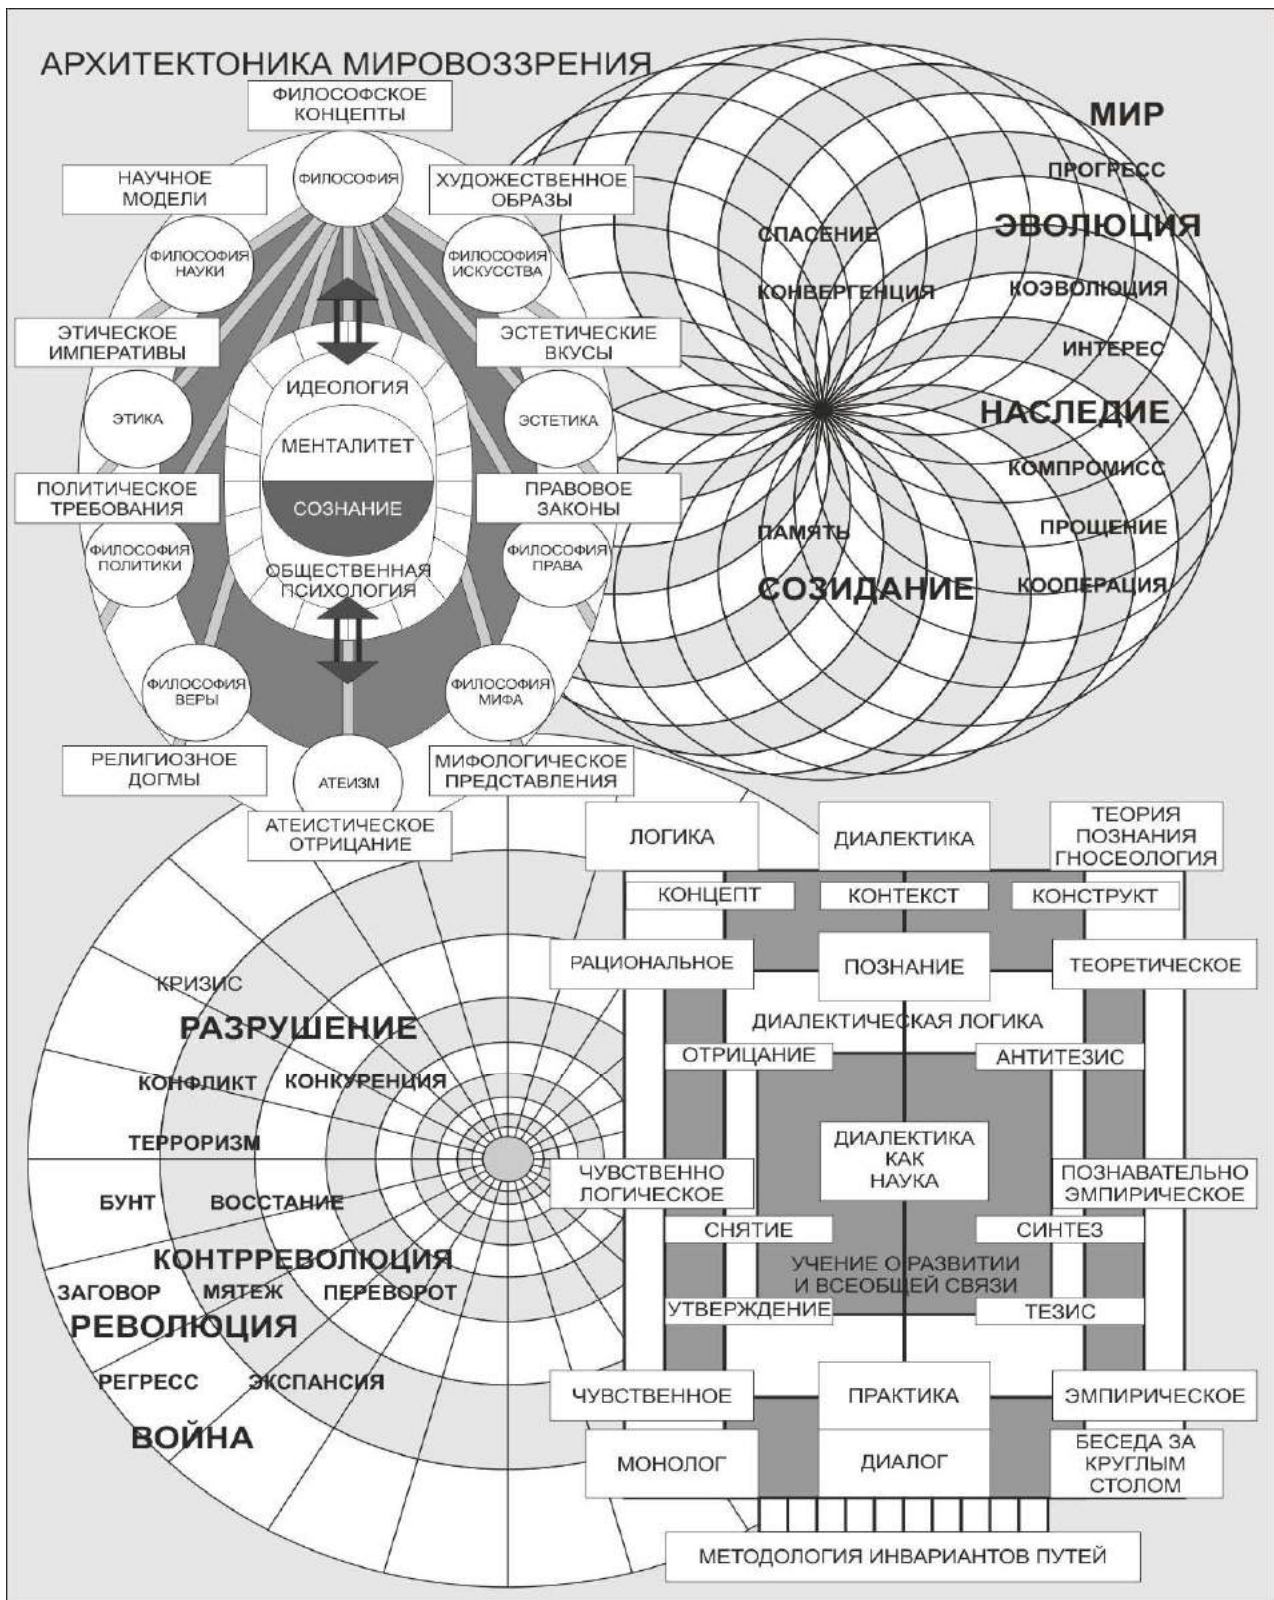 АРХИТЕКТОНИКА МИРОВОЗЗРЕНИЯ
ФИЛОСОФСКОЕ
КОНЦЕПТЫ
ФИЛОСОФИЯ
НАУЧНОЕ
МОДЕЛИ
ХУДОЖЕСТВЕННОЕ
ОБРАЗЫ
ФИЛОСОФИЯ
НАУКИ
ФИЛОСОФИЯ
ИСКУССТВА
ЭТИЧЕСКОЕ
ИМПЕРАТИВЫ
ЭСТЕТИЧЕСКИЕ
ВКУСЫ
ИДЕОЛОГИЯ
ЭТИКА
МЕНТАЛИТЕТ
ЭСТЕТИКА
ПОЛИТИЧЕСКОЕ
ТРЕБОВАНИЯ
СОЗНАНИЕ
ПРАВОВОЕ
ЗАКОНЫ
ФИЛОСОФИЯ
ПОЛИТИКИ
ОБЩЕСТВЕННАЯ
ПСИХОЛОГИЯ
ФИЛОСОФИЯ
ПРАВА
ФИЛОСОФИЯ
ВЕРЫ
ФИЛОСОФИЯ
МИФА
РЕЛИГИОЗНОЕ
ДОГМЫ
АТЕИЗМ
МИФОЛОГИЧЕСКОЕ
ПРЕДСТАВЛЕНИЯ
АТЕИСТИЧЕСКОЕ
ОТРИЦАНИЕ
МИР
ПРОГРЕСС
СПАСЕНИЕ
ЭВОЛЮЦИЯ
КОНВЕРГЕНЦИЯ
КОЭВОЛЮЦИЯ
ИНТЕРЕС
НАСЛЕДИЕ
КОМПРОМИСС
ПАМЯТЬ
ПРОЩЕНИЕ
СОЗИДАНИЕ
КООПЕРАЦИЯ
КРИЗИС
РАЗРУШЕНИЕ
КОНФЛИКТ
КОНКУРЕНЦИЯ
ТЕРРОРИЗМ
БУНТ
ВОССТАНИЕ
КОНТРРЕВОЛЮЦИЯ
ЗАГОВОР
МЯТЕЖ
ПЕРЕВОРОТ
РЕВОЛЮЦИЯ
РЕГРЕСС
ЭКСПАНСИЯ
ВОЙНА
ЛОГИКА
ДИАЛЕКТИКА
ТЕОРИЯ
ПОЗНАНИЯ
ГНОСЕОЛОГИЯ
КОНЦЕПТ
КОНТЕКСТ
КОНСТРУКТ
РАЦИОНАЛЬНОЕ
ПОЗНАНИЕ
ТЕОРЕТИЧЕСКОЕ
ДИАЛЕКТИЧЕСКАЯ ЛОГИКА
ОТРИЦАНИЕ
АНТИТЕЗИС
ДИАЛЕКТИКА
КАК
НАУКА
ЧУВСТВЕННО
ЛОГИЧЕСКОЕ
ПОЗНАВАТЕЛЬНО
ЭМПИРИЧЕСКОЕ
СНЯТИЕ
СИНТЕЗ
УЧЕНИЕ О РАЗВИТИИ
И ВСЕОБЩЕЙ СВЯЗИ
УТВЕРЖДЕНИЕ
ТЕЗИС
ЧУВСТВЕННОЕ
ПРАКТИКА
ЭМПИРИЧЕСКОЕ
МОНОЛОГ
ДИАЛОГ
БЕСЕДА ЗА
КРУГЛЫМ
СТОЛОМ
МЕТОДОЛОГИЯ ИНВАРИАНТОВ ПУТЕЙ